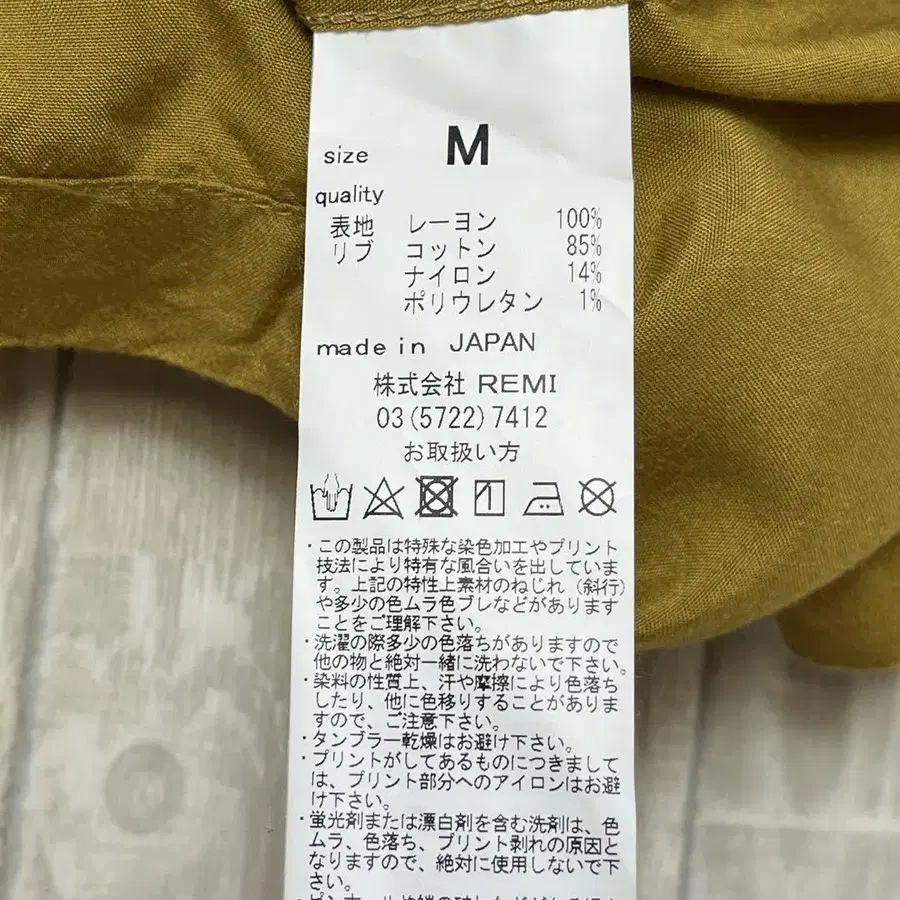 size M
quality
表地 レーヨン 100%
リブ コットン 85%
ナイロン 14%
ポリウレタン 1%
made in JAPAN
株式会社 REMI
03(5722)7412
お取扱い方
・この製品は特殊な染色加工やプリント
技法により特有な風合いを出していま
す。上記の特性上素材のねじれ（斜行）
や多少の色ムラ色ブレなどがあります
ことをご理解下さい。
・洗濯の際多少の色落ちがありますので
他の物と絶対一緒に洗わないで下さい。
・染料の性質上、汗や摩擦により色落ち
したり、他に色移りすることがありま
すので、ご注意下さい。
・タンブラー乾燥はお避け下さい。
・プリントがしてあるものにつきまして
は、プリント部分へのアイロンはお避
け下さい。
・蛍光剤または漂白剤を含む洗剤は、色
ムラ、色落ち、プリント剥れの原因と
なりますので、絶対に使用しないで下
さい。